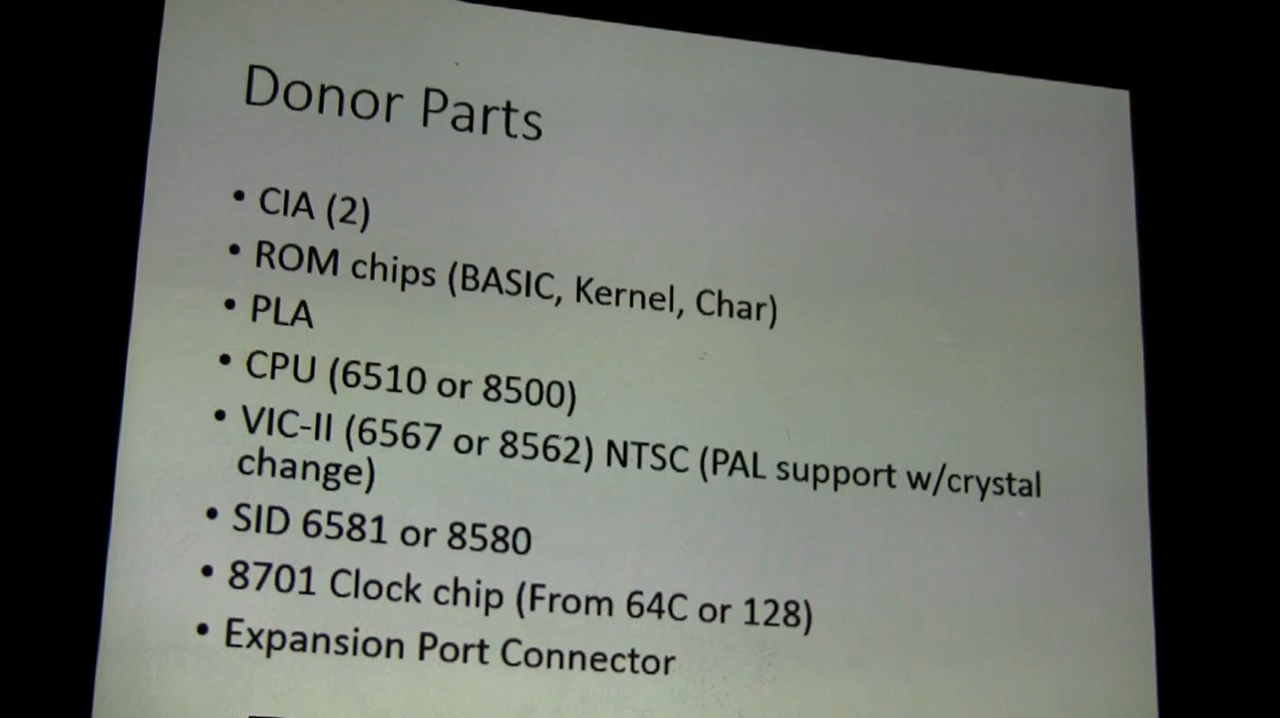 Donor Parts
• CIA (2)
• ROM chips (BASIC, Kernel, Char)
• PLA
• CPU (6510 or 8500)
• VIC-II (6567 or 8562) NTSC (PAL support w/crystal
change)
• SID 6581 or 8580
• 8701 Clock chip (From 64C or 128)
• Expansion Port Connector